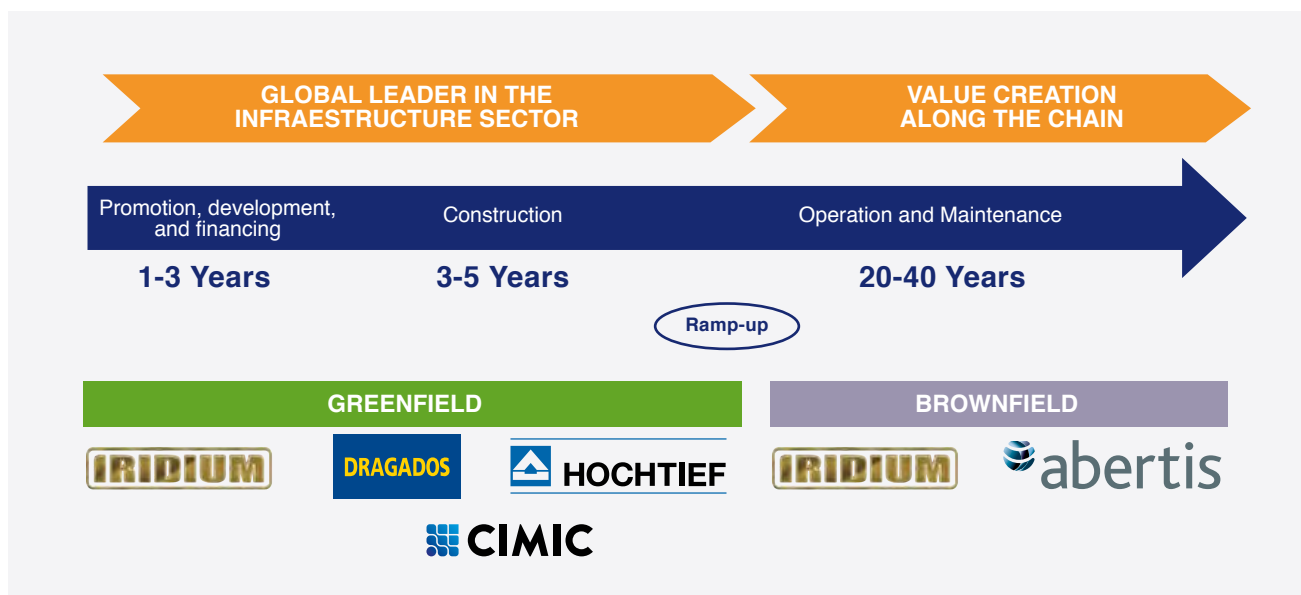 GLOBAL LEADER IN THE
INFRAESTRUCTURE SECTOR
VALUE CREATION
ALONG THE CHAIN
Promotion, development,
and financing
Construction
Operation and Maintenance
1-3 Years
3-5 Years
20-40 Years
Ramp-up
GREENFIELD
BROWNFIELD
IRIDIUM
DRAGADOS
HOCHTIEF
IRIDIUM
abertis
CIMIC